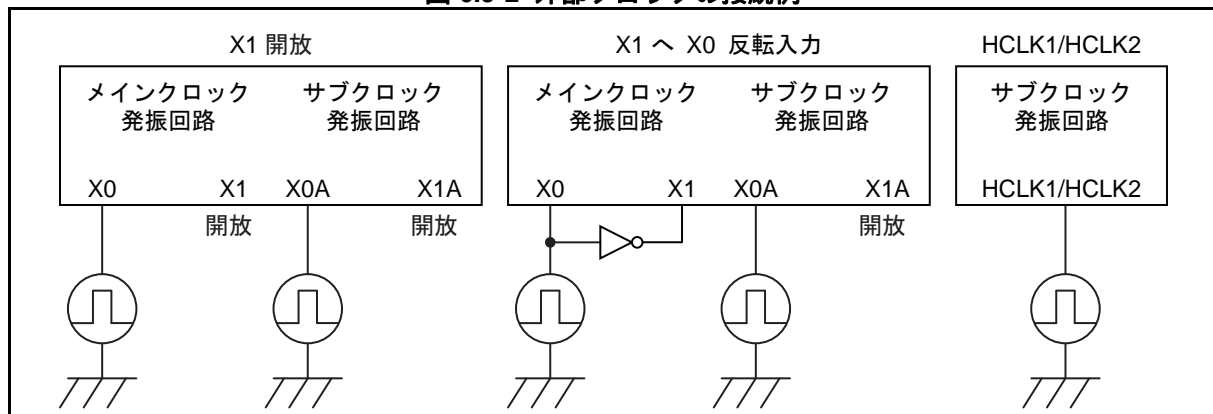 X1 開放
X1 へ X0 反転入力
HCLK1/HCLK2
メインクロック
発振回路
サブクロック
発振回路
メインクロック
発振回路
サブクロック
発振回路
サブクロック
発振回路
X0 X1 X0A X1A
X0 X1 X0A X1A
HCLK1/HCLK2
開放 開放
開放